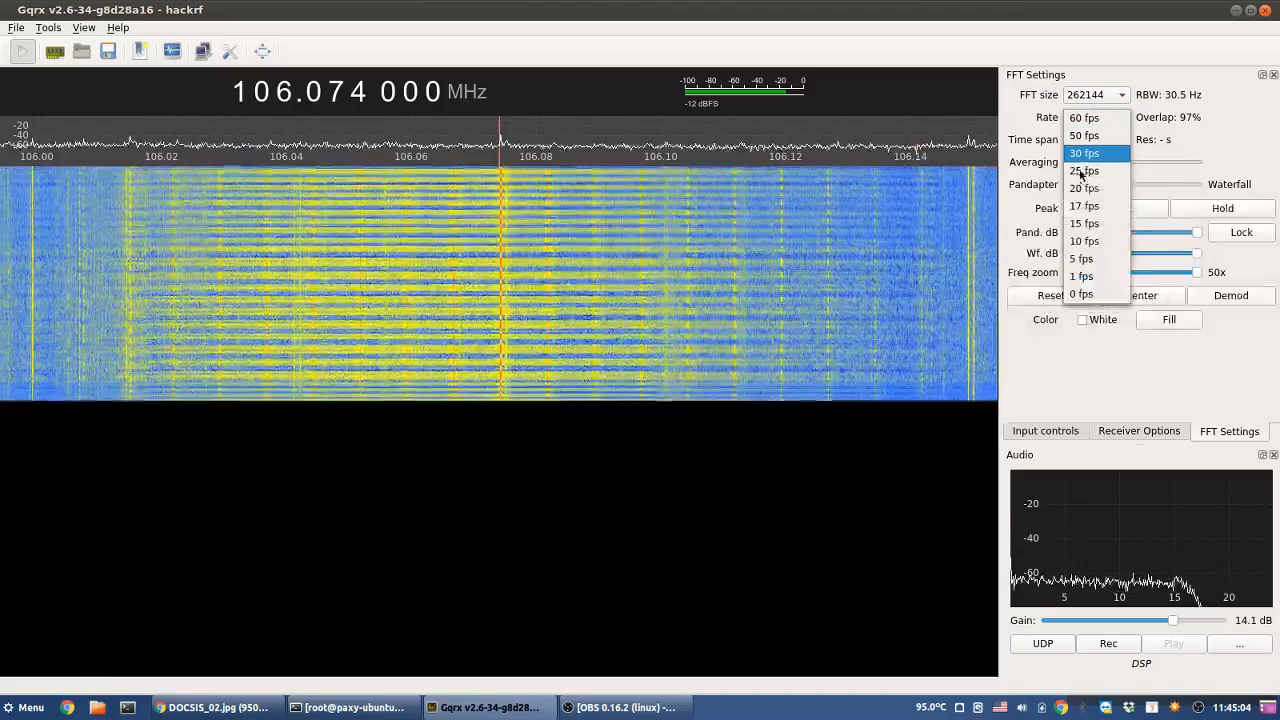 Gqrx v2.6-34-g8d28a16 - hackrf
File Tools View Help
106.074 000 MHz
-100 -80 -60 -40 -20 0
-12 dBFS
-20
-40
-60
106.00 106.02 106.04 106.06 106.08 106.10 106.12 106.14
FFT Settings
FFT size 262144 RBW: 30.5 Hz
Rate Overlap: 97%
Time span Res: - s
Averaging
Pandapter Waterfall
Peak Hold
Pand. dB Lock
Wf. dB
Freq zoom 50x
Reset enter Demod
Color White Fill
60 fps
50 fps
30 fps
25 fps
20 fps
17 fps
15 fps
10 fps
5 fps
1 fps
0 fps
Input controls Receiver Options FFT Settings
Audio
-20
-40
-60
5 10 15 20
Gain: 14.1 dB
UDP Rec Play ...
DSP
Menu DOCSIS_02.jpg (950... [root@paxy-ubuntu... Gqrx v2.6-34-g8d28... [OBS 0.16.2 (linux) -... 95.0°C 11:45:04